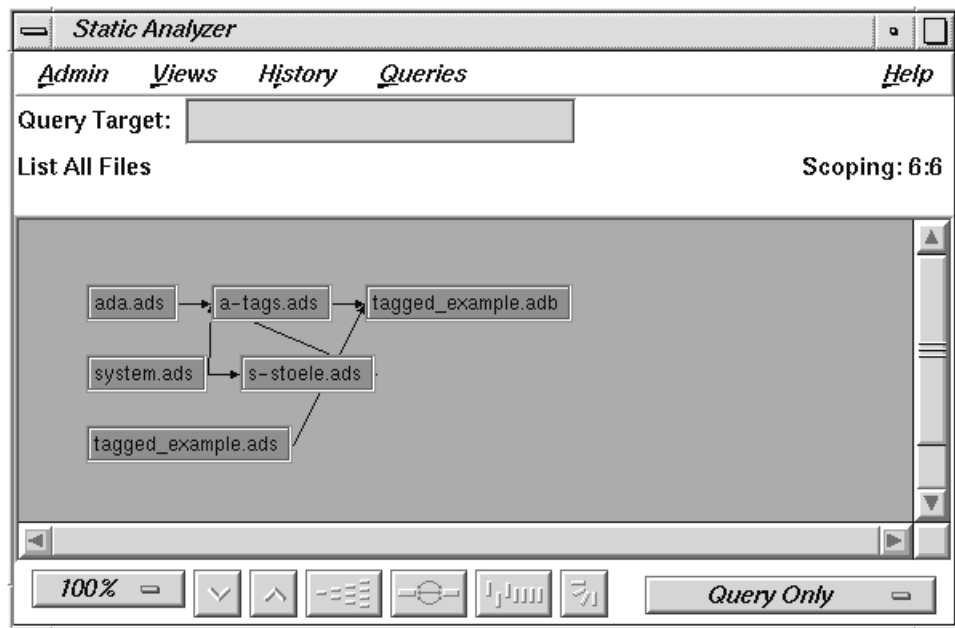 Static Analyzer
Admin Views History Queries Help
Query Target:
List All Files Scoping: 6:6
ada.ads a-tags.ads tagged_example.adb
system.ads s-stoele.ads
tagged_example.ads
100% Query Only